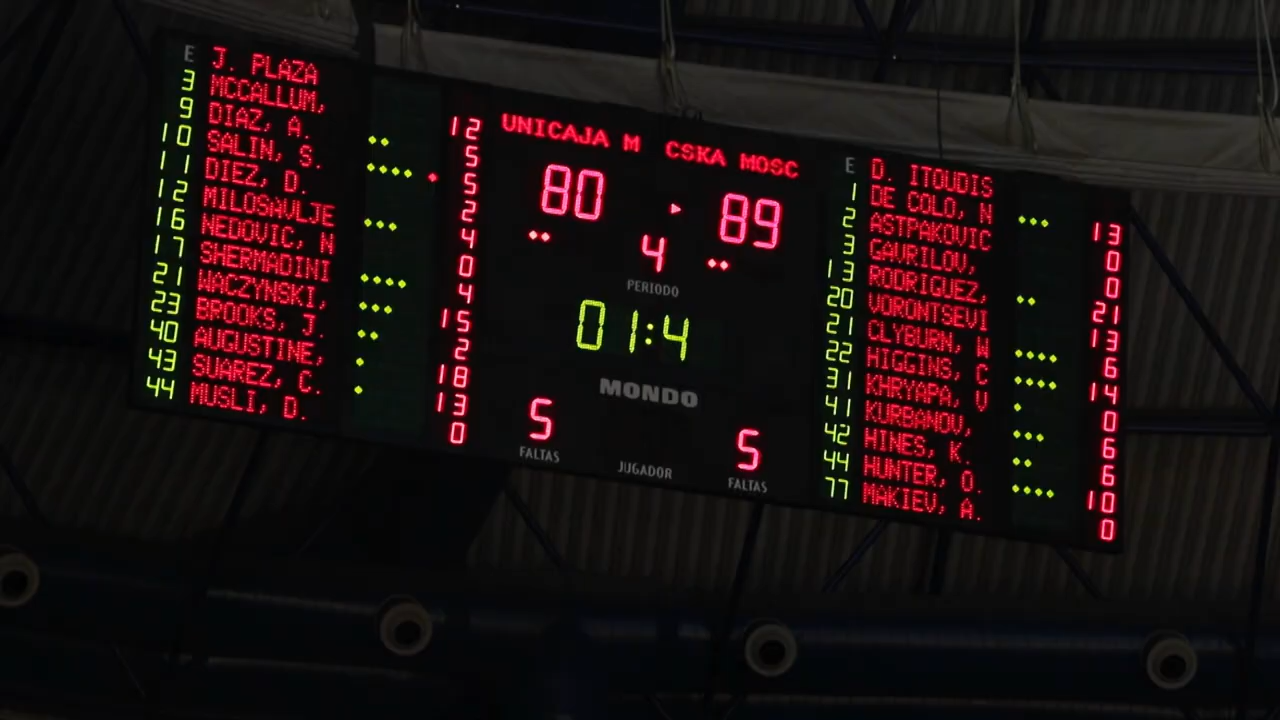 E J. PLAZA
3 MCCALLUM, 12
9 DIAZ, A. 5
10 SALIN, S. 5
11 DIEZ, D. 2
12 MILOSAVLJE 4
16 NEDOVIC, N 0
17 SHERMADINI 4
21 WACZYNSKI, 15
23 BROOKS, J. 2
40 AUGUSTINE, 18
43 SUAREZ, C. 13
44 MUSLI, D. 0
UNICAJA M CSKA MOSC
80 89
4
PERIODO
01:4
MONDO
5 5
FALTAS JUGADOR FALTAS
E D. ITOUDIS
1 DE COLO, N 13
2 ASTPAKOVIC 0
3 GAVRILOV, 0
13 RODRIGUEZ, 21
20 VORONTSEVI 13
21 CLYBURN, W 6
22 HIGGINS, C 14
31 KHRYAPA, V 0
41 KURBANOV, 6
42 HINES, K. 6
44 HUNTER, O. 10
77 MAKIEV, A. 0